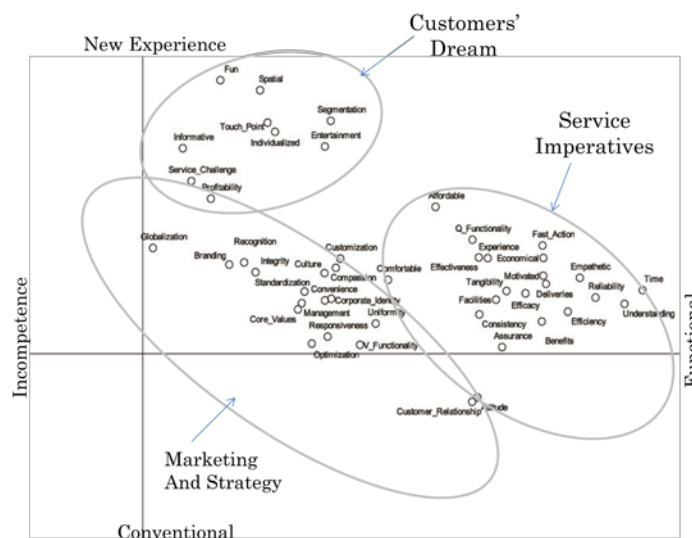 Customers'
Dream
New Experience
Fun
Spatial
Segmentation
Touch_Point
Individualized
Entertainment
Informative
Service
Imperatives
Service_Challenge
Profitability
Affordable
Globalization
Recognition
Customization
Q_Functionality
Fast_Action
Branding
Integrity
Culture
Compassion
Experience
Economical
Effectiveness
Empathetic
Comfortable
Standardization
Convenience
Motivated
Tangibility
Time
Reliability
Corporate_Identity
Facilities
Deliveries
Efficacy
Understanding
Core_Values
Management
Uniformity
Consistency
Efficiency
Responsiveness
Assurance
Benefits
Optimization
V_Functionality
Incompetence
Functional
Customer_Relationship
Marketing
And Strategy
Conventional